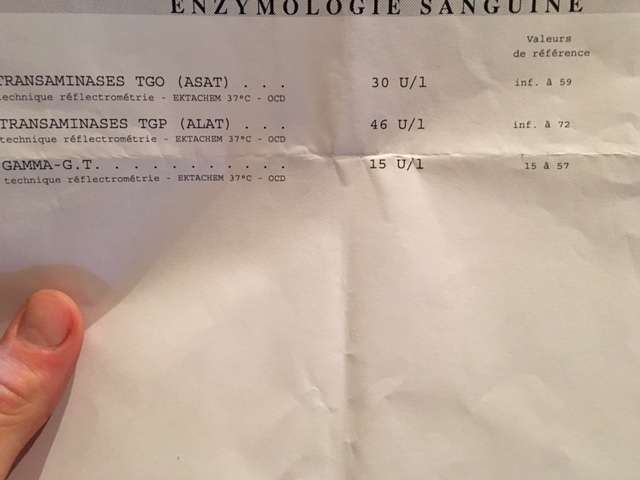 ENZYMOLOGIE SANGUINE
Valeurs
de référence
TRANSAMINASES TGO (ASAT) . . . 30 U/l inf. à 59
technique réflectrométrie - EKTACHEM 37°C - OCD
TRANSAMINASES TGP (ALAT) . . . 46 U/l inf. à 72
technique réflectrométrie - EKTACHEM 37°C - OCD
GAMMA-G.T. . . . . . . . . . . . 15 U/l 15 à 57
technique réflectrométrie - EKTACHEM 37°C - OCD